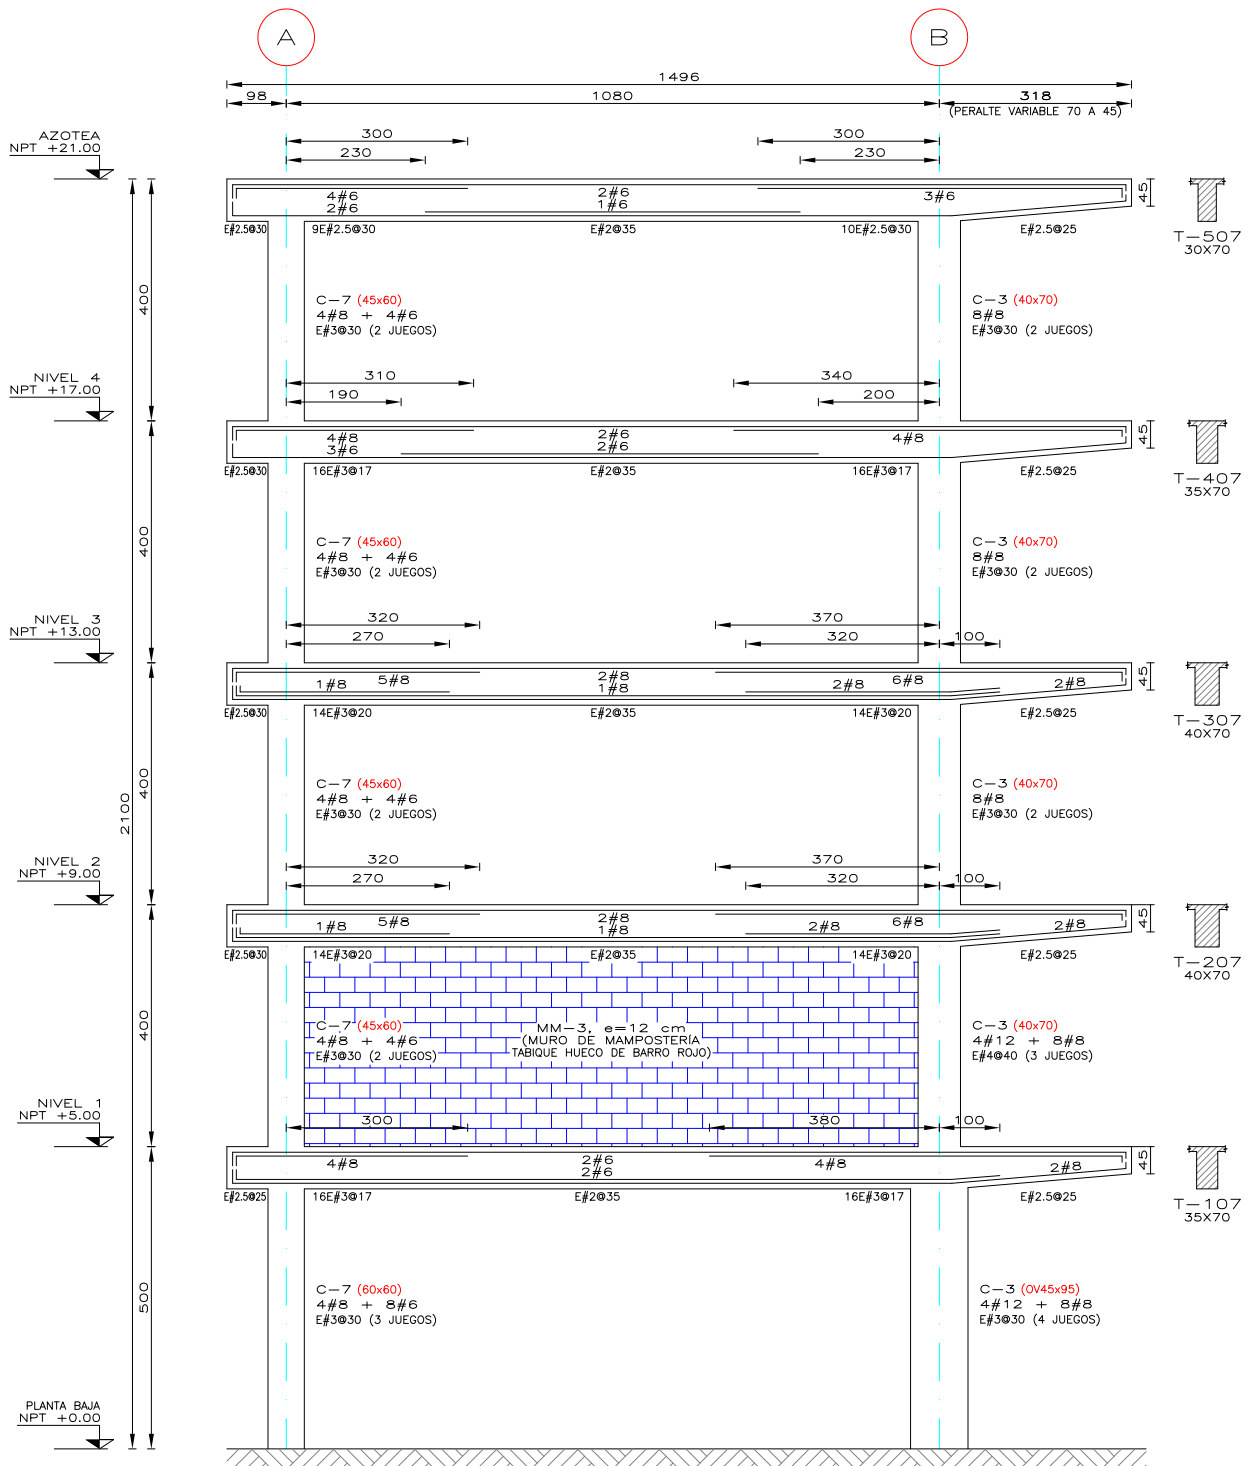 A
B
1496
98
1080
318
(PERALTE VARIABLE 70 A 45)
300
300
230
230
AZOTEA
NPT +21.00
4#6
2#6
3#6
2#6
1#6
45
E#2.5@30
9E#2.5@30
E#2@35
10E#2.5@30
E#2.5@25
T-507
30X70
400
C-7 (45x60)
4#8 + 4#6
E#3@30 (2 JUEGOS)
C-3 (40x70)
8#8
E#3@30 (2 JUEGOS)
310
340
190
200
NIVEL 4
NPT +17.00
4#8
2#6
4#8
3#6
2#6
45
E#2.5@30
16E#3@17
E#2@35
16E#3@17
E#2.5@25
T-407
35X70
400
C-7 (45x60)
4#8 + 4#6
E#3@30 (2 JUEGOS)
C-3 (40x70)
8#8
E#3@30 (2 JUEGOS)
320
370
270
320
100
NIVEL 3
NPT +13.00
5#8
2#8
6#8
1#8
1#8
2#8
2#8
45
E#2.5@30
14E#3@20
E#2@35
14E#3@20
E#2.5@25
T-307
40X70
400
2100
C-7 (45x60)
4#8 + 4#6
E#3@30 (2 JUEGOS)
C-3 (40x70)
8#8
E#3@30 (2 JUEGOS)
320
370
270
320
100
NIVEL 2
NPT +9.00
5#8
2#8
6#8
1#8
1#8
2#8
2#8
45
E#2.5@30
14E#3@20
E#2@35
14E#3@20
E#2.5@25
T-207
40X70
400
C-7 (45x60)
4#8 + 4#6
E#3@30 (2 JUEGOS)
MM-3, e=12 cm
(MURO DE MAMPOSTERÍA
TABIQUE HUECO DE BARRO ROJO)
C-3 (40x70)
4#12 + 8#8
E#4@40 (3 JUEGOS)
300
380
100
NIVEL 1
NPT +5.00
4#8
2#6
4#8
2#6
2#8
45
E#2.5@25
16E#3@17
E#2@35
16E#3@17
E#2.5@25
T-107
35X70
500
C-7 (60x60)
4#8 + 8#6
E#3@30 (3 JUEGOS)
C-3 (OV45x95)
4#12 + 8#8
E#3@30 (4 JUEGOS)
PLANTA BAJA
NPT +0.00